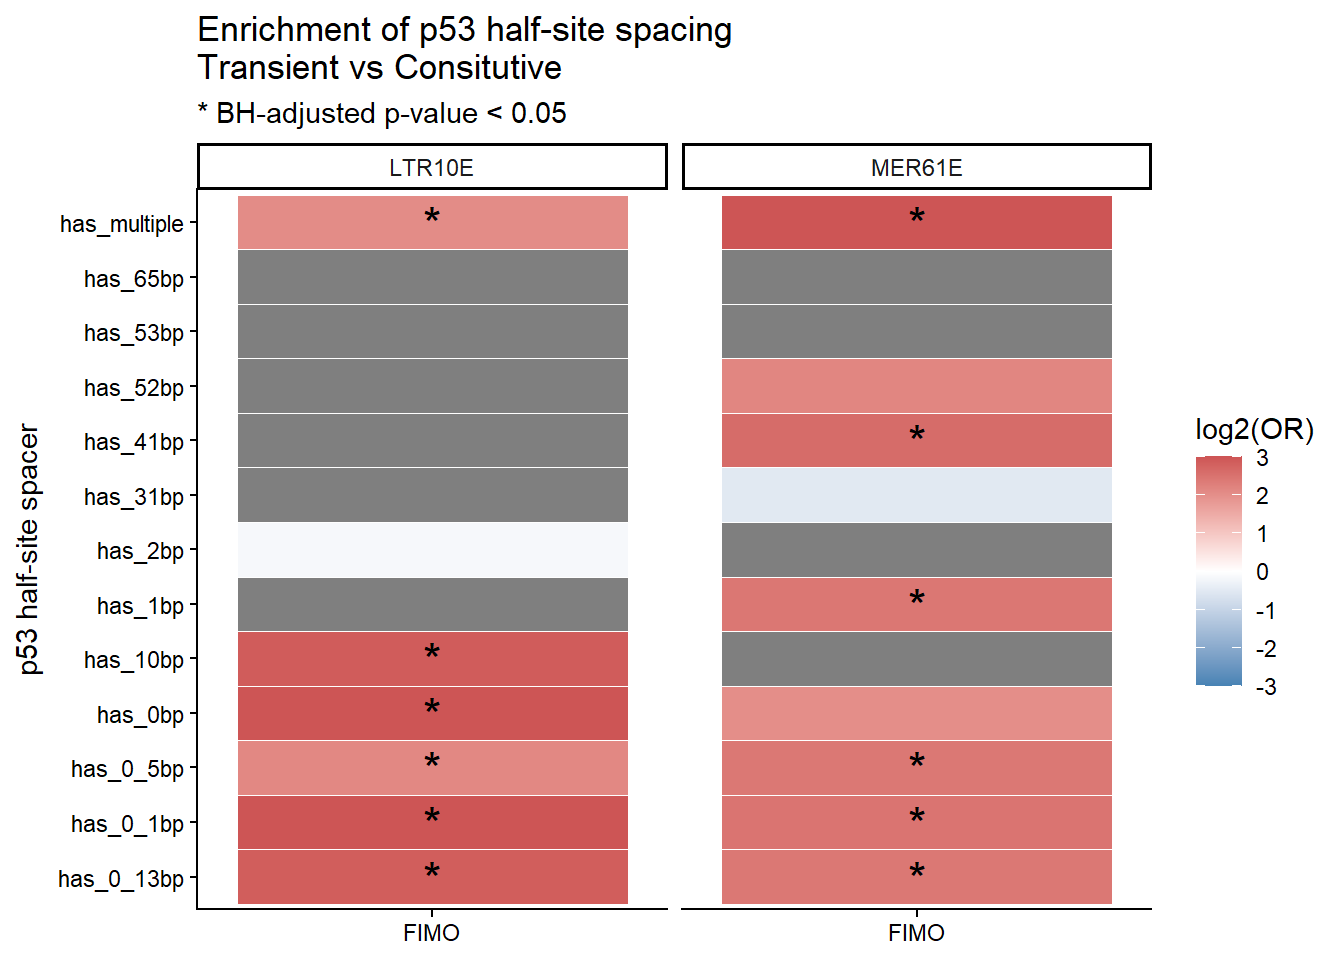 Enrichment of p53 half-site spacing
Transient vs Consitutive
* BH-adjusted p-value < 0.05
LTR10E
MER61E
p53 half-site spacer
has_multiple
* *
has_65bp
has_53bp
has_52bp
has_41bp
*
has_31bp
has_2bp
has_1bp
*
has_10bp
*
has_0bp
*
has_0_5bp
* *
has_0_1bp
* *
has_0_13bp
* *
FIMO
FIMO
log2(OR)
3
2
1
0
-1
-2
-3